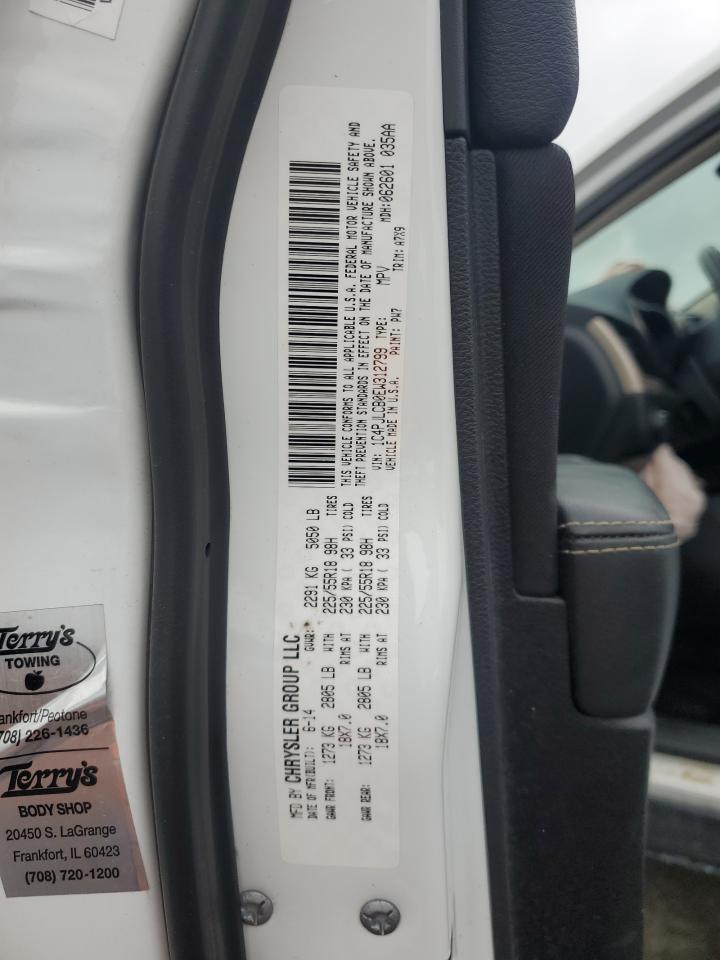 MFD BY CHRYSLER GROUP LLC
DATE OF MFR(BUILT): 6-14 GVWR: 2291 KG 5050 LB
GAWR FRONT: 1273 KG 2805 LB WITH 225/55R18 98H TIRES
18X7.0 RIMS AT 230 KPA ( 33 PSI) COLD
GAWR REAR: 1273 KG 2805 LB WITH 225/55R18 98H TIRES
18X7.0 RIMS AT 230 KPA ( 33 PSI) COLD
THIS VEHICLE CONFORMS TO ALL APPLICABLE U.S.A. FEDERAL MOTOR VEHICLE SAFETY AND
THEFT PREVENTION STANDARDS IN EFFECT ON THE DATE OF MANUFACTURE SHOWN ABOVE.
VIN: 1C4PJLCB0EW312799 TYPE: MPV MDH:062601 035AA
VEHICLE MADE IN U.S.A. PAINT: PW7 TRIM: A7X9
Terry's
TOWING
ankfort/Peotone
708) 226-1436
Terry's
BODY SHOP
20450 S. LaGrange
Frankfort, IL 60423
(708) 720-1200